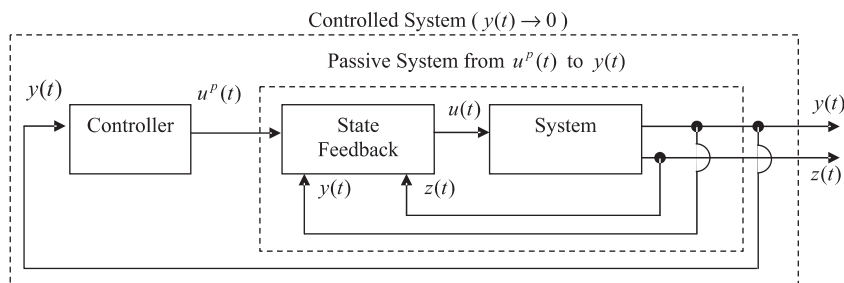 Controlled System ( y(t) → 0 )
Passive System from u^p(t) to y(t)
y(t)
u^p(t)
u(t)
y(t)
Controller
State
Feedback
System
y(t)
z(t)
z(t)